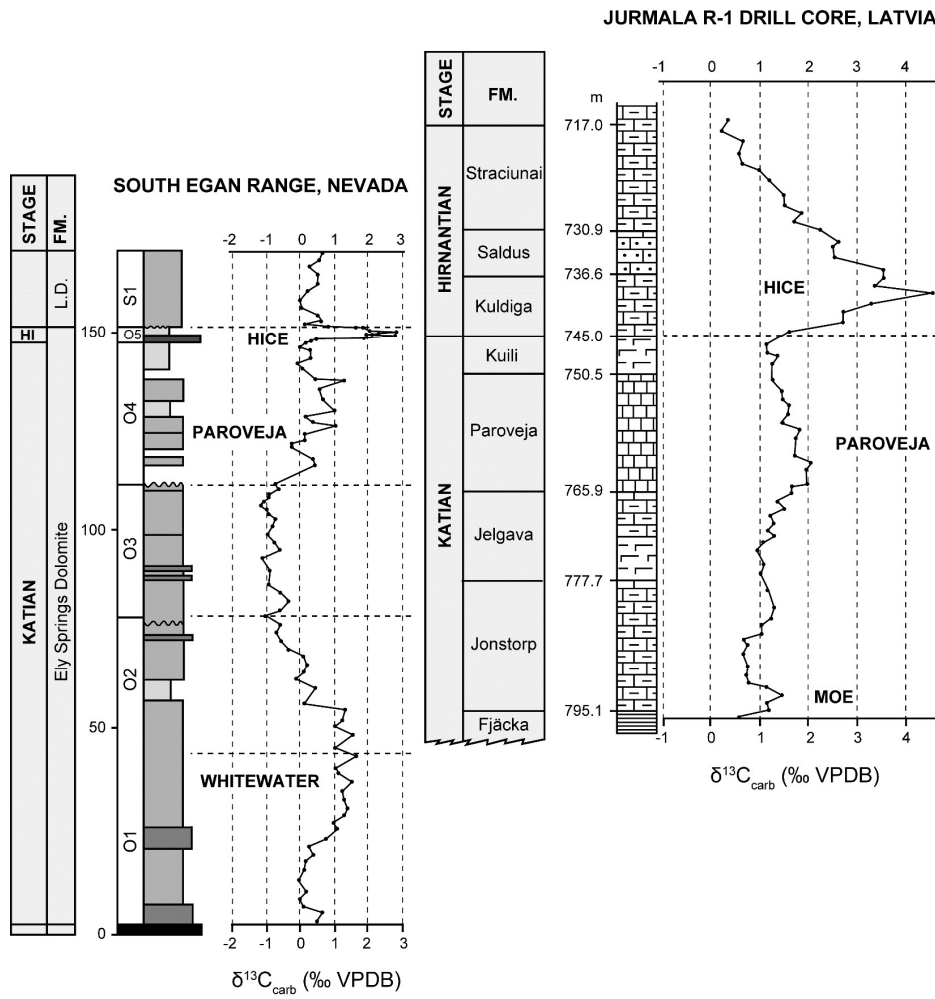 JURMALA R-1 DRILL CORE, LATVIA
STAGE
FM.
m
-1 0 1 2 3 4
717.0
Straciunai
730.9
Saldus
736.6
Kuldiga
745.0
HIRNANTIAN
HICE
Kuili
750.5
Paroveja
PAROVEJA
765.9
Jelgava
777.7
Jonstorp
KATIAN
MOE
795.1
Fjäcka
-1 0 1 2 3 4
δ¹³Ccarb (‰ VPDB)
SOUTH EGAN RANGE, NEVADA
STAGE
FM.
-2 -1 0 1 2 3
L.D.
S1
150
HI
O5
HICE
O4
PAROVEJA
100
O3
KATIAN
Ely Springs Dolomite
O2
50
WHITEWATER
O1
0
-2 -1 0 1 2 3
δ¹³Ccarb (‰ VPDB)